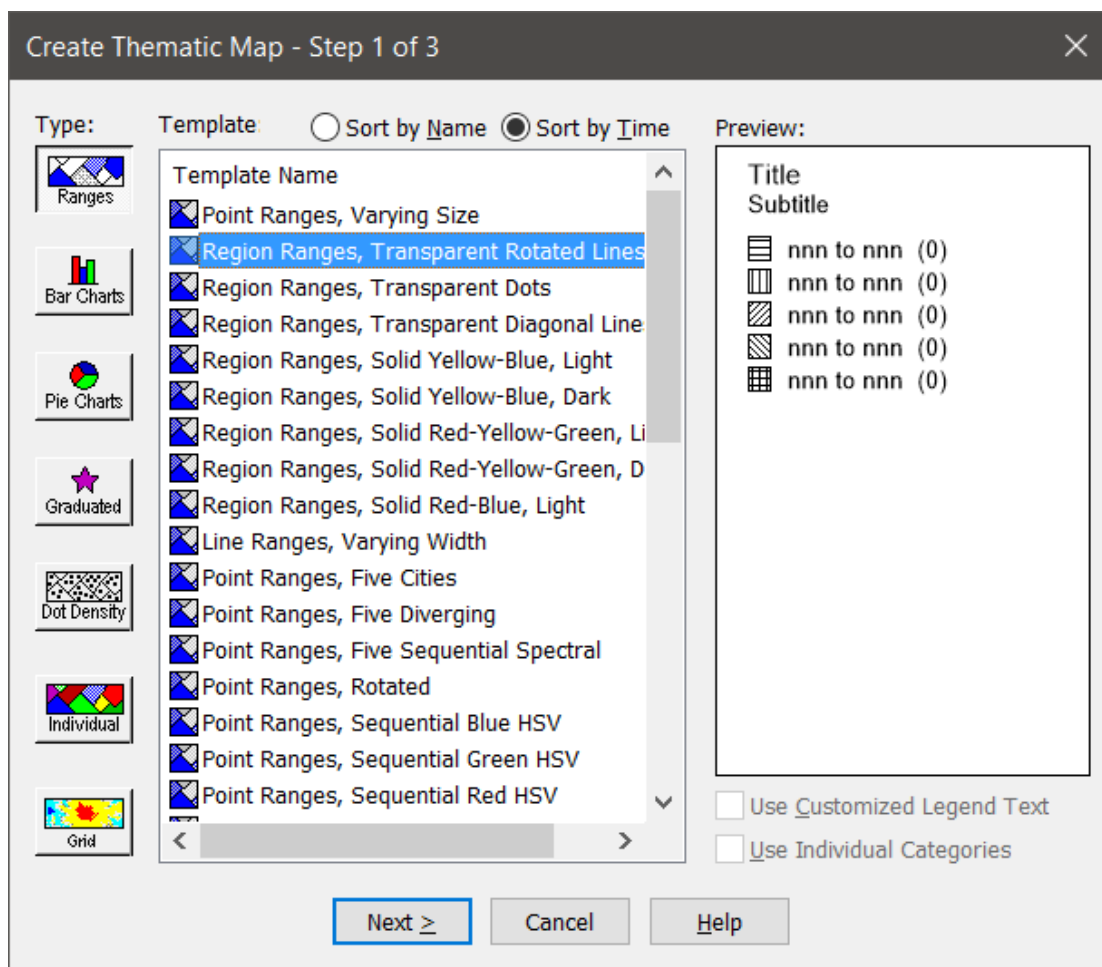 Create Thematic Map - Step 1 of 3
Type:
Template:
Sort by Name
Sort by Time
Preview:
Ranges
Bar Charts
Pie Charts
Graduated
Dot Density
Individual
Grid
Template Name
Point Ranges, Varying Size
Region Ranges, Transparent Rotated Lines
Region Ranges, Transparent Dots
Region Ranges, Transparent Diagonal Line
Region Ranges, Solid Yellow-Blue, Light
Region Ranges, Solid Yellow-Blue, Dark
Region Ranges, Solid Red-Yellow-Green, Li
Region Ranges, Solid Red-Yellow-Green, D
Region Ranges, Solid Red-Blue, Light
Line Ranges, Varying Width
Point Ranges, Five Cities
Point Ranges, Five Diverging
Point Ranges, Five Sequential Spectral
Point Ranges, Rotated
Point Ranges, Sequential Blue HSV
Point Ranges, Sequential Green HSV
Point Ranges, Sequential Red HSV
Title
Subtitle
nnn to nnn (0)
nnn to nnn (0)
nnn to nnn (0)
nnn to nnn (0)
nnn to nnn (0)
Use Customized Legend Text
Use Individual Categories
Next >
Cancel
Help